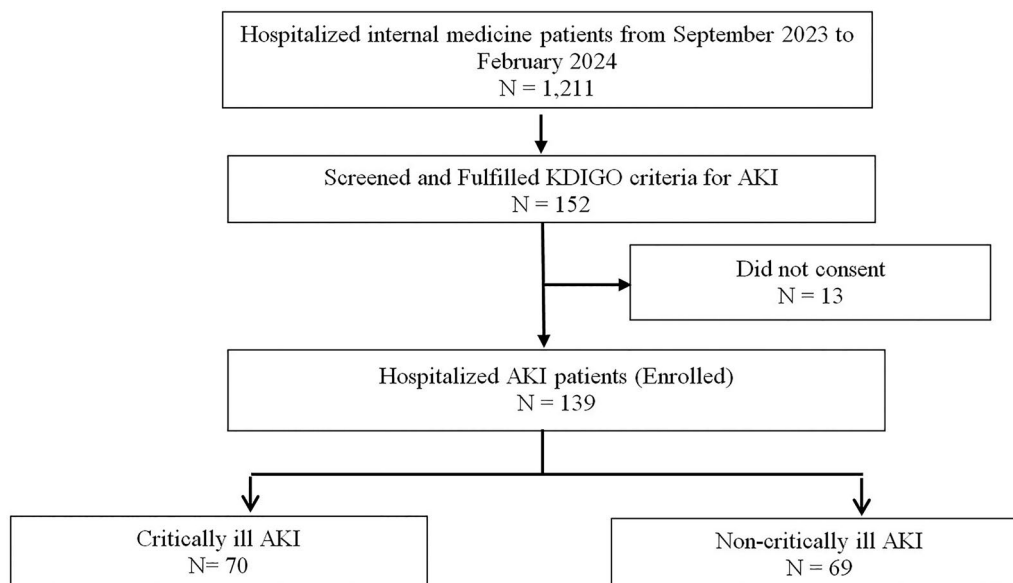 Hospitalized internal medicine patients from September 2023 to
February 2024
N = 1,211
Screened and Fulfilled KDIGO criteria for AKI
N = 152
Did not consent
N = 13
Hospitalized AKI patients (Enrolled)
N = 139
Critically ill AKI
N= 70
Non-critically ill AKI
N = 69